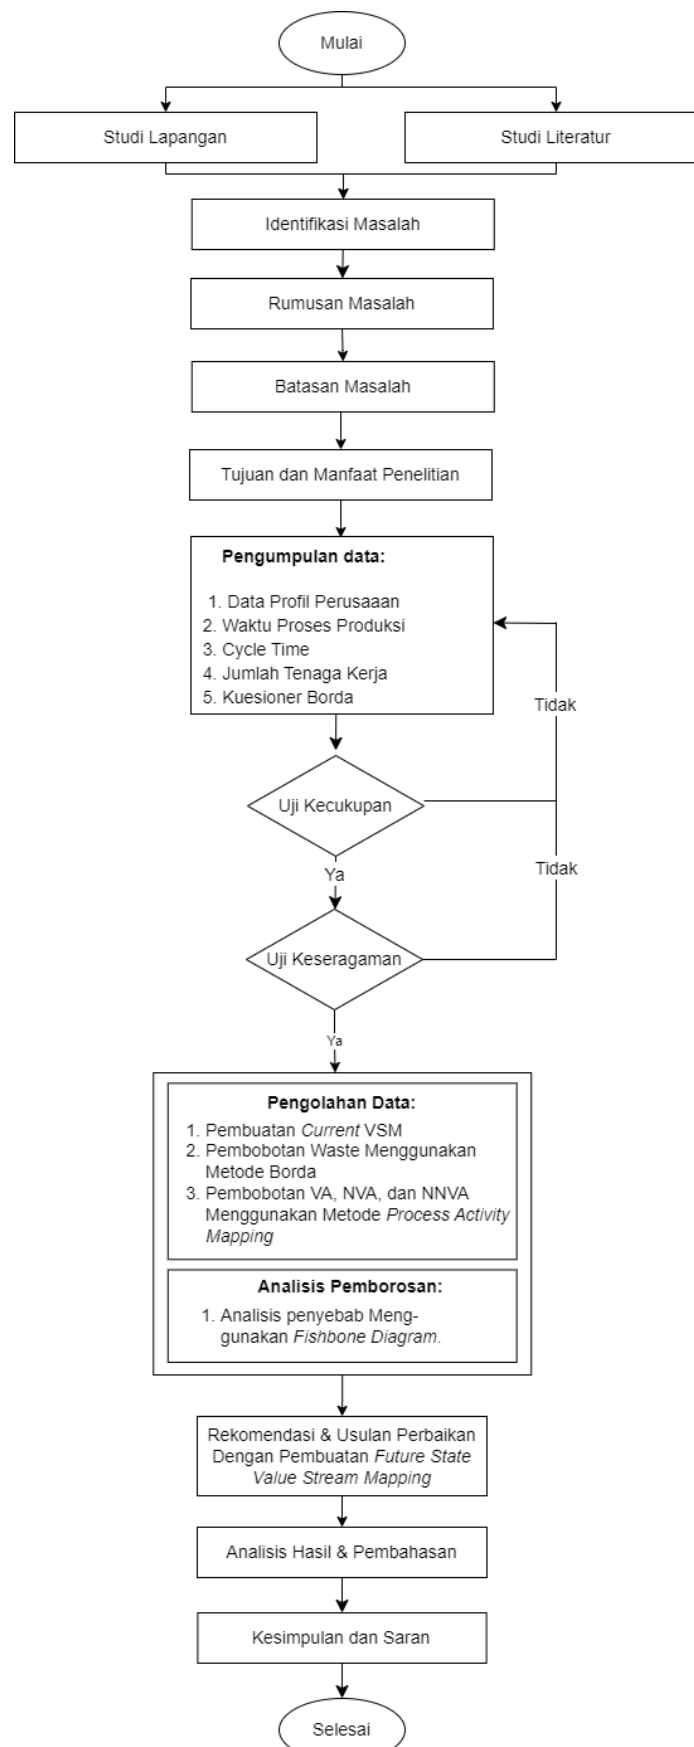 Mulai
Studi Lapangan
Studi Literatur
Identifikasi Masalah
Rumusan Masalah
Batasan Masalah
Tujuan dan Manfaat Penelitian
Pengumpulan data:
1. Data Profil Perusaaan
2. Waktu Proses Produksi
3. Cycle Time
4. Jumlah Tenaga Kerja
5. Kuesioner Borda
Tidak
Uji Kecukupan
Ya
Tidak
Uji Keseragaman
Ya
Pengolahan Data:
1. Pembuatan Current VSM
2. Pembobotan Waste Menggunakan
Metode Borda
3. Pembobotan VA, NVA, dan NNVA
Menggunakan Metode Process Activity
Mapping
Analisis Pemborosan:
1. Analisis penyebab Meng-
gunakan Fishbone Diagram.
Rekomendasi & Usulan Perbaikan
Dengan Pembuatan Future State
Value Stream Mapping
Analisis Hasil & Pembahasan
Kesimpulan dan Saran
Selesai